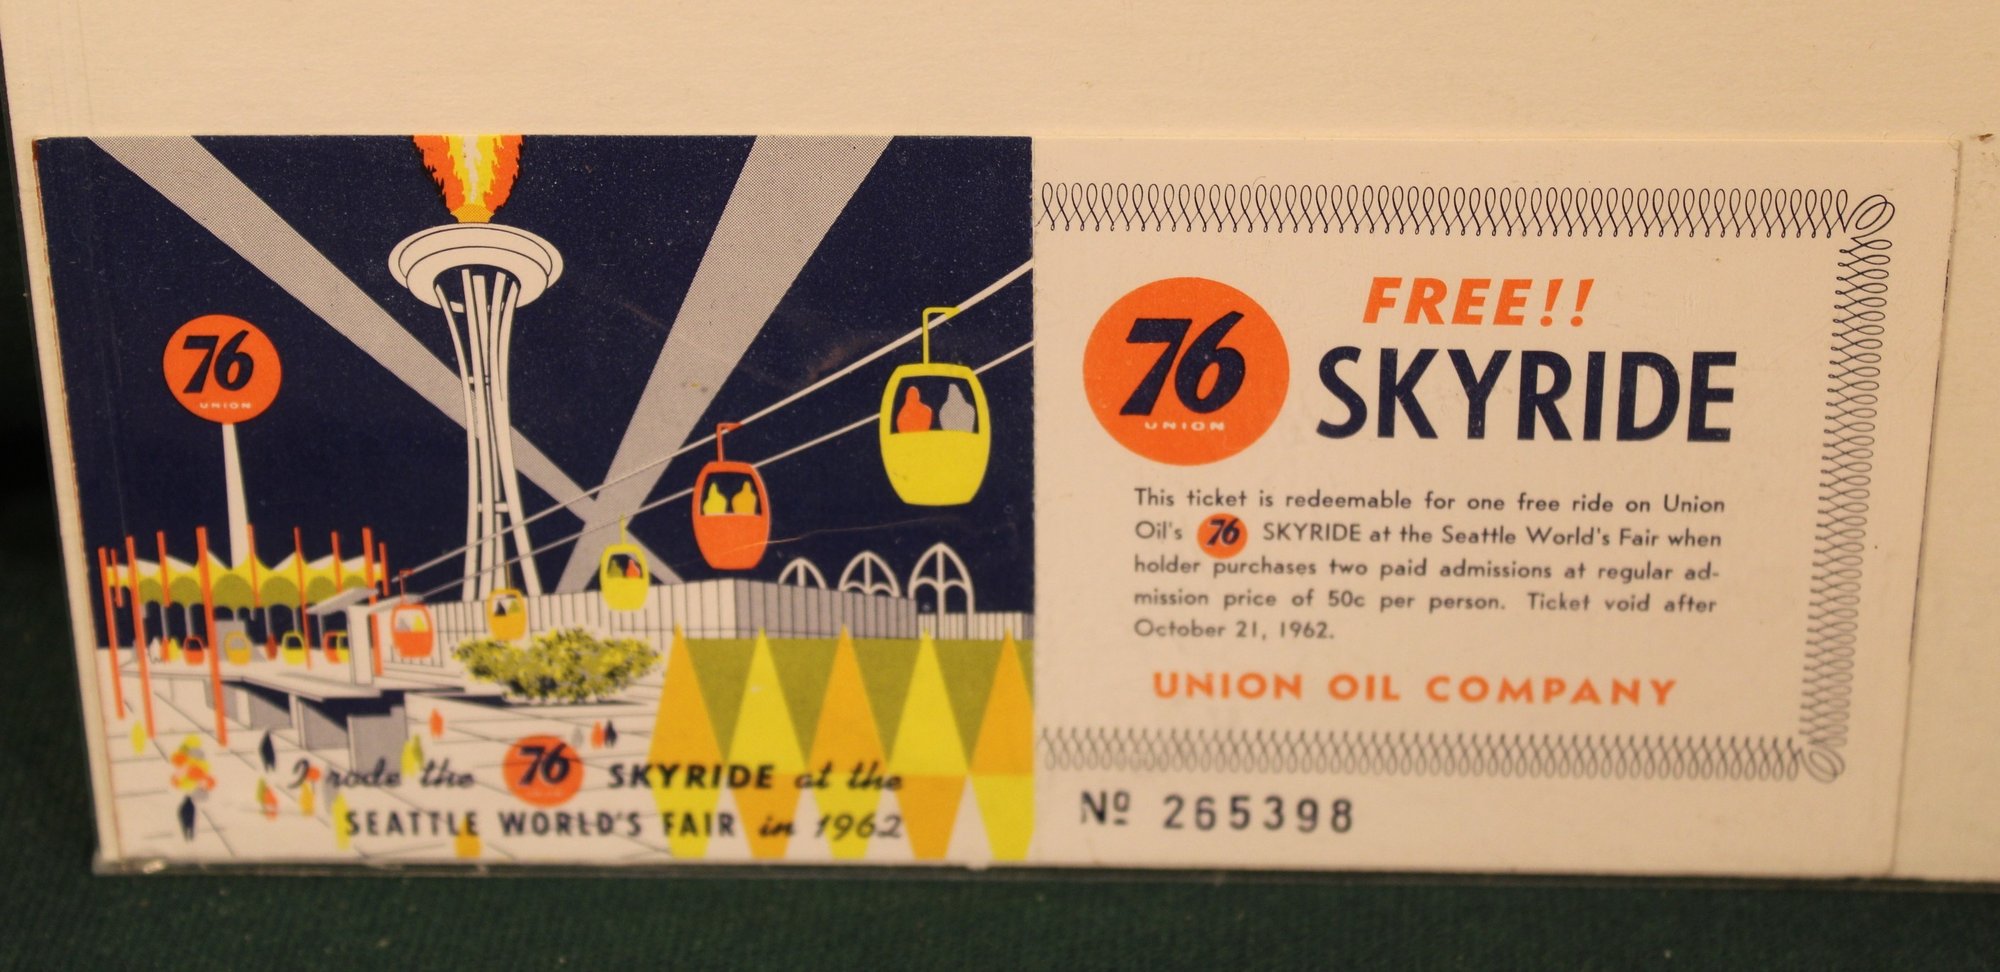 76
UNION
I rode the 76 SKYRIDE at the
SEATTLE WORLD'S FAIR in 1962
76
UNION
FREE!!
SKYRIDE
This ticket is redeemable for one free ride on Union
Oil's 76 SKYRIDE at the Seattle World's Fair when
holder purchases two paid admissions at regular ad-
mission price of 50c per person. Ticket void after
October 21, 1962.
UNION OIL COMPANY
Nº 265398